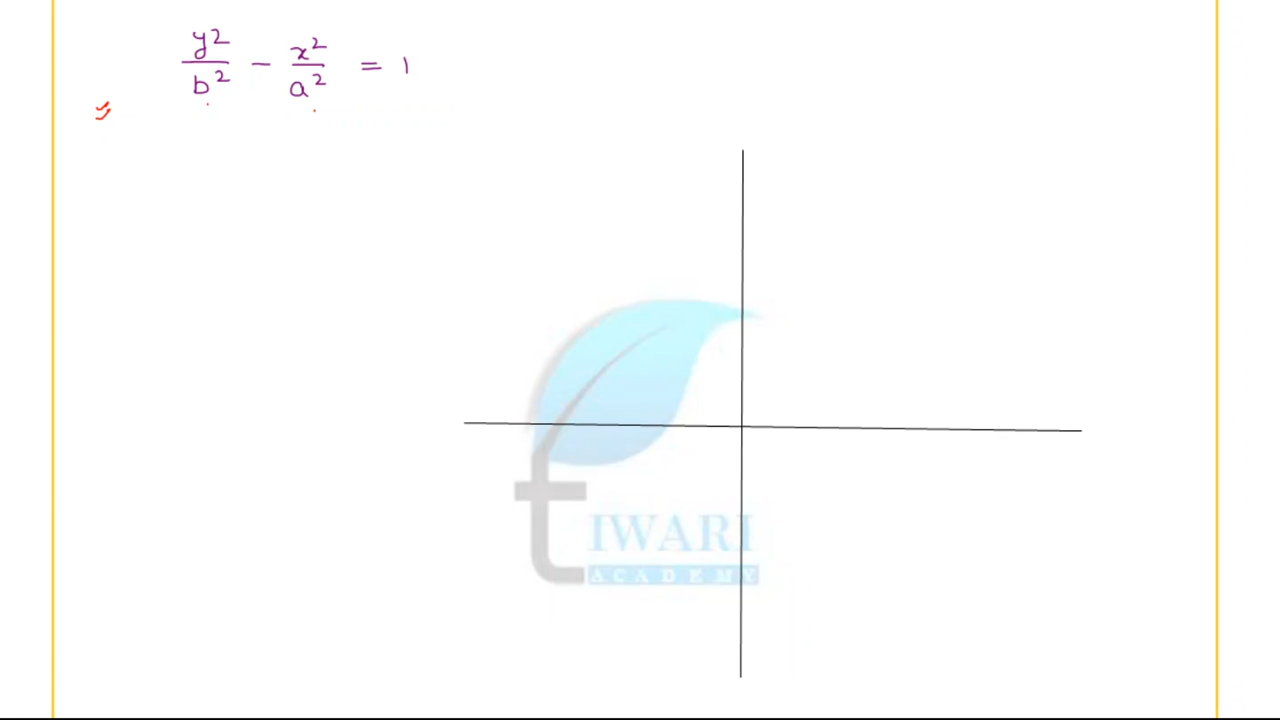 y²/b² - x²/a² = 1
tIWARI
ACADEMY